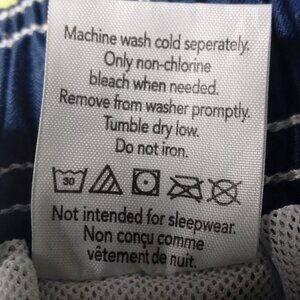 Machine wash cold seperately.
Only non-chlorine
bleach when needed.
Remove from washer promptly.
Tumble dry low.
Do not iron.
30
Not intended for sleepwear.
Non conçu comme
vêtement de nuit.